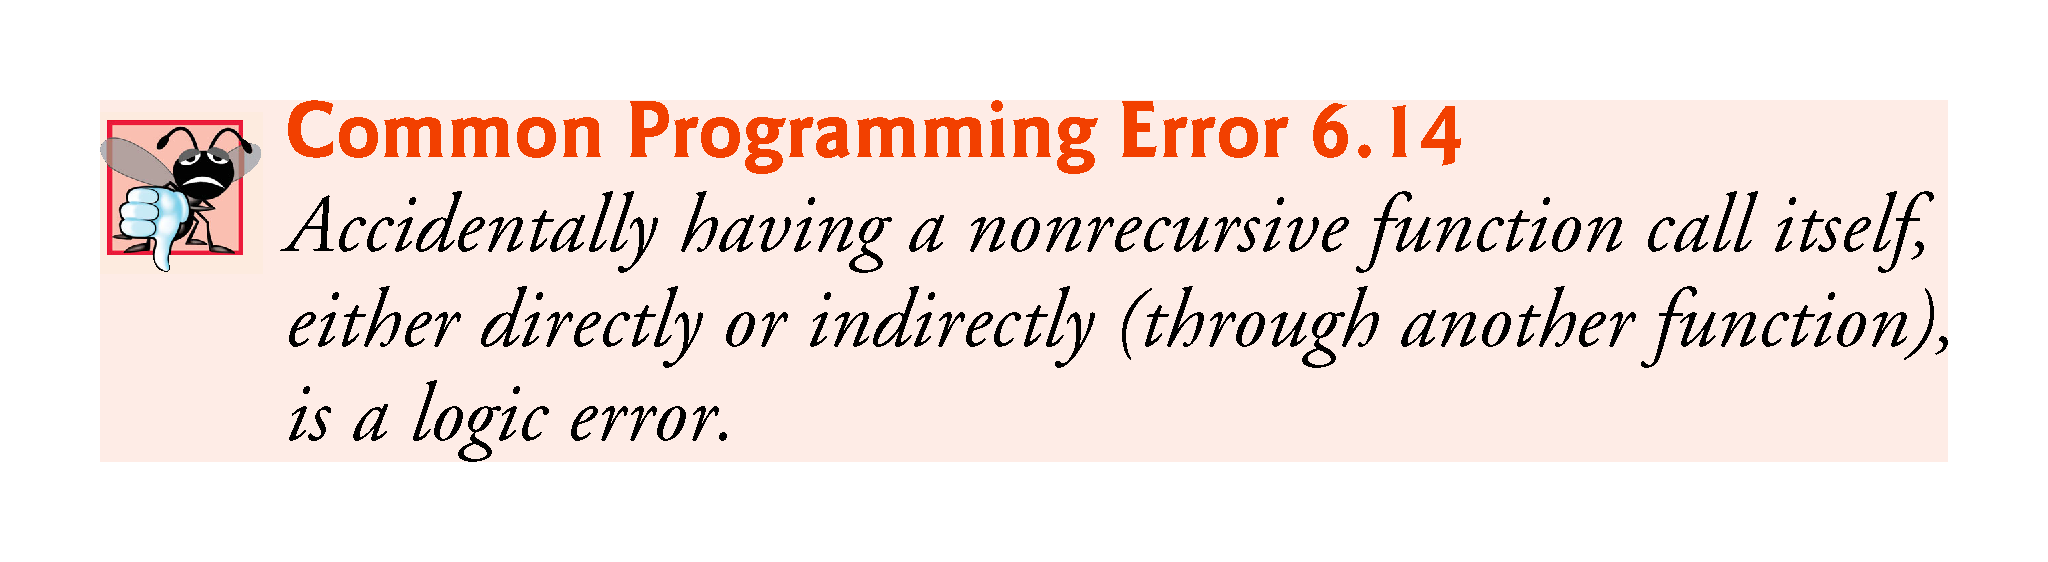 Common Programming Error 6.14
Accidentally having a nonrecursive function call itself,
either directly or indirectly (through another function),
is a logic error.